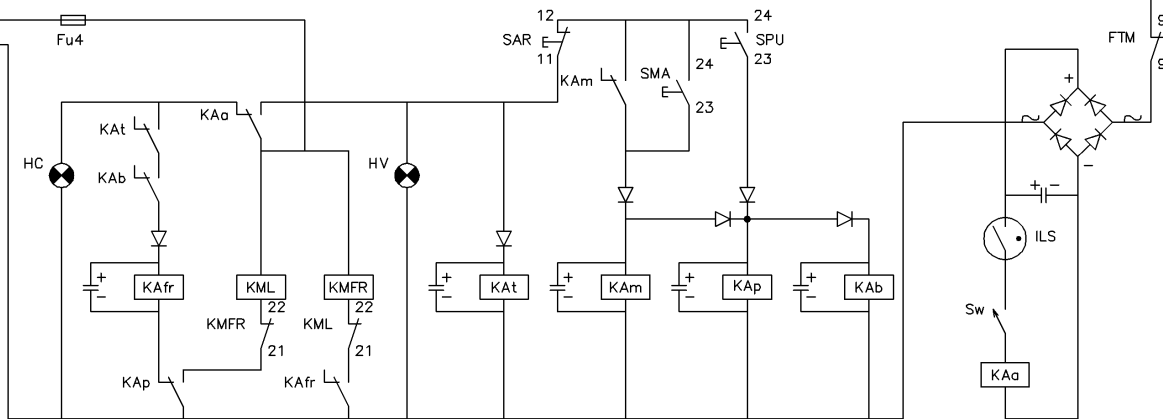 12
24
9
Fu4
SAR
SPU
FTM
11
23
9
KAm
SMA
24
+
KAa
23
KAt
HC
HV
KAb
−
+ −
ILS
+
−
KAfr
KML
KMFR
+
−
KAt
+
−
KAm
+
−
KAp
+
−
KAb
22
22
Sw
KMFR
KML
21
21
KAp
KAfr
KAa